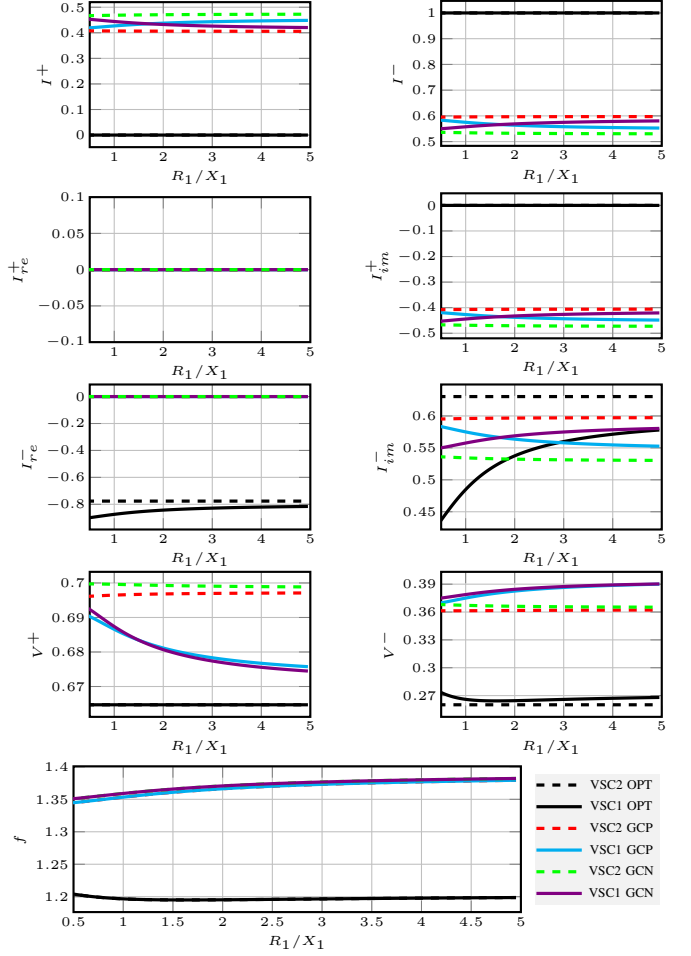 0.5
0.4
0.3
0.2
0.1
0
1 2 3 4 5
I+
R1/X1
1
0.9
0.8
0.7
0.6
0.5
1 2 3 4 5
I−
R1/X1
0.1
0.05
0
−0.05
−0.1
1 2 3 4 5
I+re
R1/X1
0
−0.1
−0.2
−0.3
−0.4
−0.5
1 2 3 4 5
I+im
R1/X1
0
−0.2
−0.4
−0.6
−0.8
1 2 3 4 5
I−re
R1/X1
0.6
0.55
0.5
0.45
1 2 3 4 5
I−im
R1/X1
0.7
0.69
0.68
0.67
1 2 3 4 5
V+
R1/X1
0.39
0.36
0.33
0.3
0.27
1 2 3 4 5
V−
R1/X1
1.4
1.35
1.3
1.25
1.2
0.5 1 1.5 2 2.5 3 3.5 4 4.5 5
f
R1/X1
VSC2 OPT
VSC1 OPT
VSC2 GCP
VSC1 GCP
VSC2 GCN
VSC1 GCN